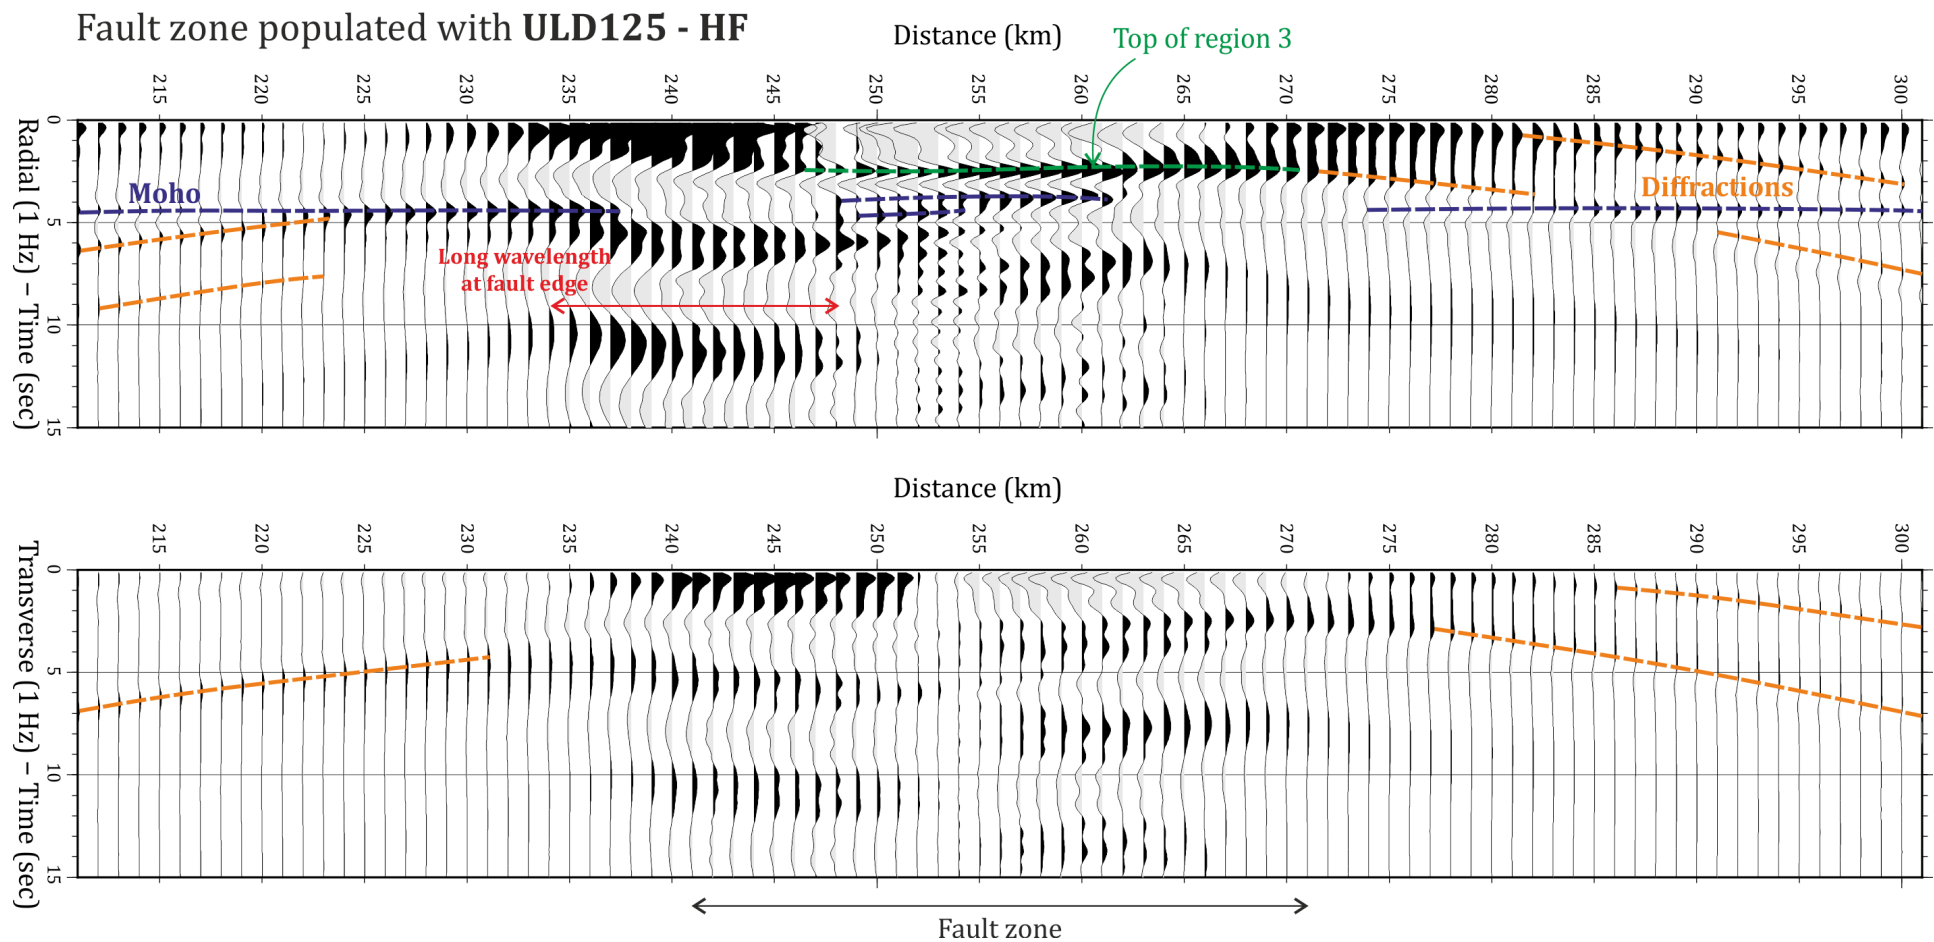 Fault zone populated with ULD125 - HF
Distance (km)
Top of region 3
215 220 225 230 235 240 245 250 255 260 265 270 275 280 285 290 295 300
Radial (1 Hz) – Time (sec)
0
5
10
15
Moho
Diffractions
Long wavelength
at fault edge
Distance (km)
215 220 225 230 235 240 245 250 255 260 265 270 275 280 285 290 295 300
Transverse (1 Hz) – Time (sec)
0
5
10
15
Fault zone